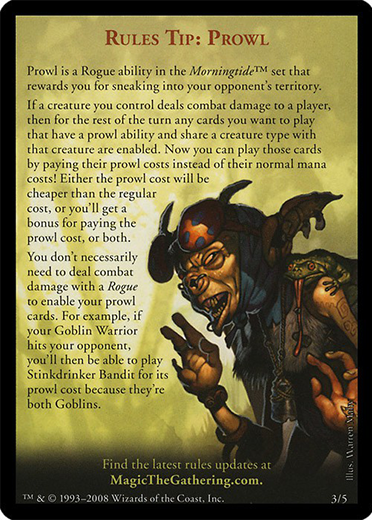 RULES TIP: PROWL
Prowl is a Rogue ability in the Morningtide™ set that
rewards you for sneaking into your opponent's territory.
If a creature you control deals combat damage to a player,
then for the rest of the turn any cards you want to play
that have a prowl ability and share a creature type with
that creature are enabled. Now you can play those cards
by paying their prowl costs instead of their normal mana
costs! Either the prowl cost will be
cheaper than the regular
cost, or you'll get a
bonus for paying the
prowl cost, or both.
You don't necessarily
need to deal combat
damage with a Rogue
to enable your prowl
cards. For example, if
your Goblin Warrior
hits your opponent,
you'll then be able to play
Stinkdrinker Bandit for its
prowl cost because they're
both Goblins.
Illus. Warren Mahy
Find the latest rules updates at
MagicTheGathering.com.
™ & © 1993–2008 Wizards of the Coast, Inc.
3/5